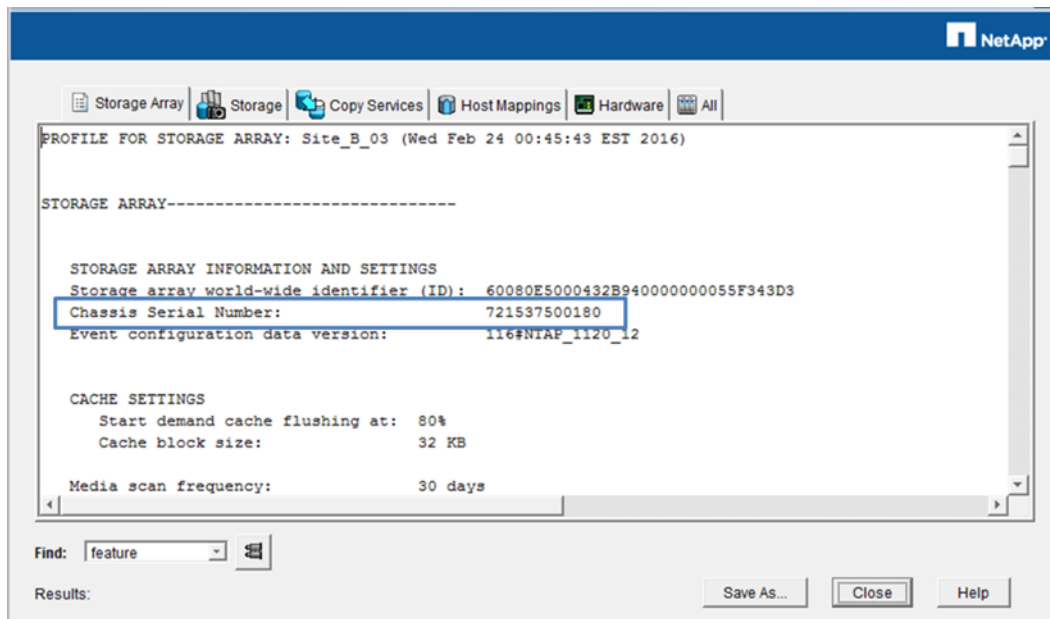 NetApp
Storage Array Storage Copy Services Host Mappings Hardware All
PROFILE FOR STORAGE ARRAY: Site_B_03 (Wed Feb 24 00:45:43 EST 2016)
STORAGE ARRAY------------------------------
STORAGE ARRAY INFORMATION AND SETTINGS
Storage array world-wide identifier (ID): 60080E5000432B940000000055F343D3
Chassis Serial Number: 721537500180
Event configuration data version: 116#NTAP_1120_12
CACHE SETTINGS
Start demand cache flushing at: 80%
Cache block size: 32 KB
Media scan frequency: 30 days
Find: feature
Results:
Save As... Close Help